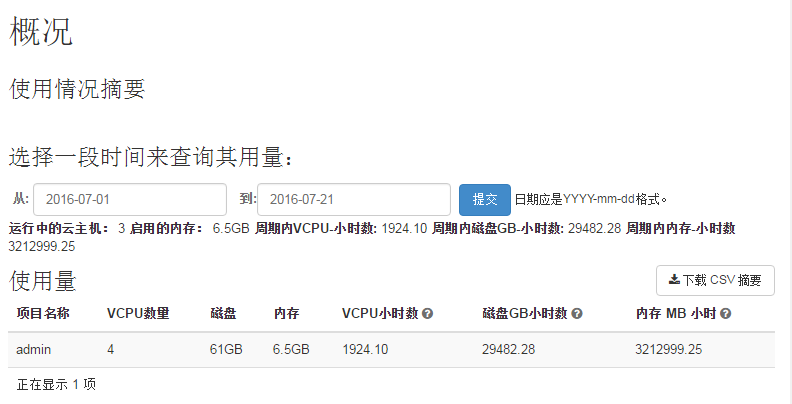 概况
使用情况摘要
选择一段时间来查询其用量:
从: 2016-07-01 到: 2016-07-21 提交 日期应是YYYY-mm-dd格式。
运行中的云主机: 3 启用的内存: 6.5GB 周期内VCPU-小时数: 1924.10 周期内磁盘GB-小时数: 29482.28 周期内内存-小时数
3212999.25
使用量 下载 CSV 摘要
项目名称 VCPU数量 磁盘 内存 VCPU小时数 ? 磁盘GB小时数 ? 内存 MB 小时 ?
admin 4 61GB 6.5GB 1924.10 29482.28 3212999.25
正在显示 1 项